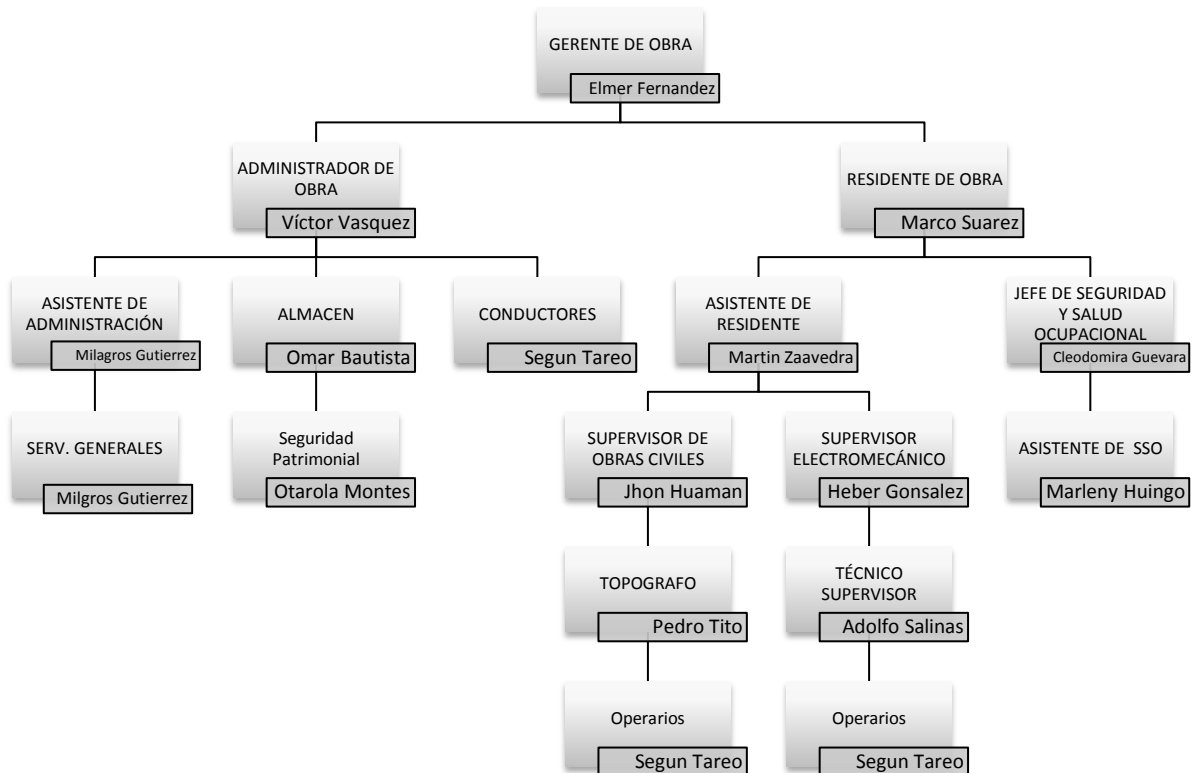 GERENTE DE OBRA
Elmer Fernandez
ADMINISTRADOR DE
OBRA
Víctor Vasquez
RESIDENTE DE OBRA
Marco Suarez
ASISTENTE DE
ADMINISTRACIÓN
Milagros Gutierrez
ALMACEN
Omar Bautista
CONDUCTORES
Segun Tareo
ASISTENTE DE
RESIDENTE
Martin Zaavedra
JEFE DE SEGURIDAD
Y SALUD
OCUPACIONAL
Cleodomira Guevara
SERV. GENERALES
Milgros Gutierrez
Seguridad
Patrimonial
Otarola Montes
SUPERVISOR DE
OBRAS CIVILES
Jhon Huaman
SUPERVISOR
ELECTROMECÁNICO
Heber Gonsalez
ASISTENTE DE SSO
Marleny Huingo
TOPOGRAFO
Pedro Tito
TÉCNICO
SUPERVISOR
Adolfo Salinas
Operarios
Segun Tareo
Operarios
Segun Tareo